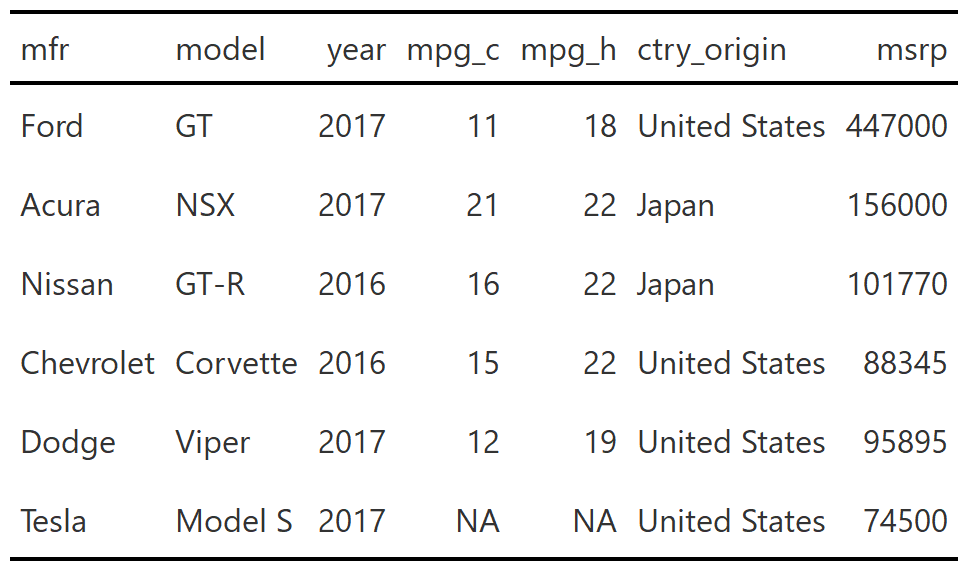 mfr model year mpg_c mpg_h ctry_origin msrp
Ford GT 2017 11 18 United States 447000
Acura NSX 2017 21 22 Japan 156000
Nissan GT-R 2016 16 22 Japan 101770
Chevrolet Corvette 2016 15 22 United States 88345
Dodge Viper 2017 12 19 United States 95895
Tesla Model S 2017 NA NA United States 74500